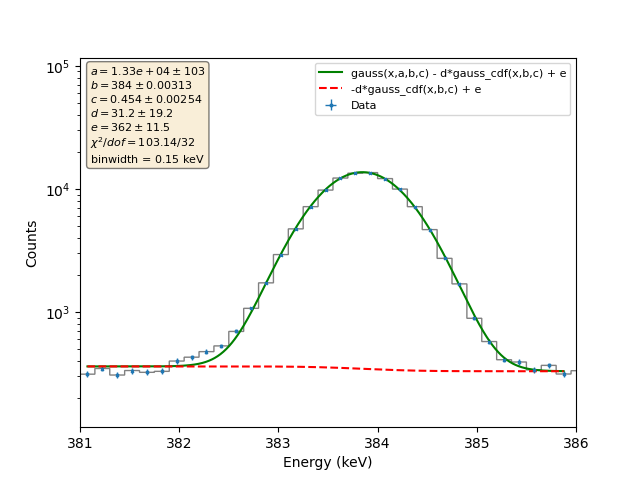 a = 1.33e + 04 ± 103
b = 384 ± 0.00313
c = 0.454 ± 0.00254
d = 31.2 ± 19.2
e = 362 ± 11.5
χ²/dof = 103.14/32
binwidth = 0.15 keV
gauss(x,a,b,c) - d*gauss_cdf(x,b,c) + e
-d*gauss_cdf(x,b,c) + e
Data
10⁵
10⁴
10³
Counts
381 382 383 384 385 386
Energy (keV)